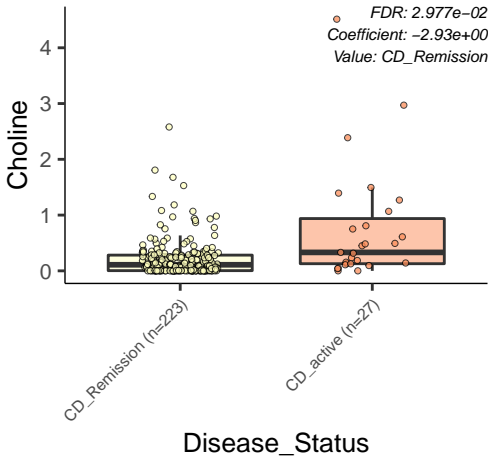 FDR: 2.977e−02
Coefficient: −2.93e+00
Value: CD_Remission
Choline
4
3
2
1
0
CD_Remission (n=223)
CD_active (n=27)
Disease_Status